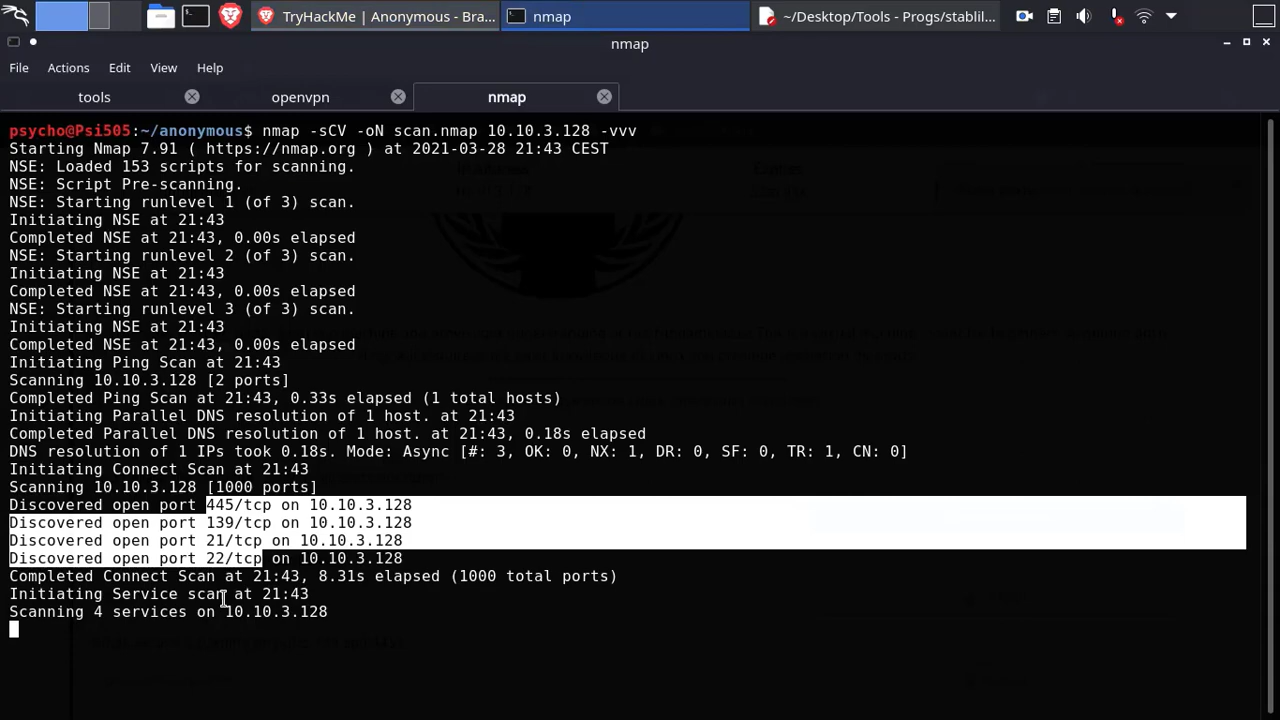 TryHackMe | Anonymous - Bra...
nmap
~/Desktop/Tools - Progs/stablil...
nmap
File Actions Edit View Help
tools
openvpn
nmap
psycho@Psi505:~/anonymous$ nmap -sCV -oN scan.nmap 10.10.3.128 -vvv
Starting Nmap 7.91 ( https://nmap.org ) at 2021-03-28 21:43 CEST
NSE: Loaded 153 scripts for scanning.
NSE: Script Pre-scanning.
NSE: Starting runlevel 1 (of 3) scan.
Initiating NSE at 21:43
Completed NSE at 21:43, 0.00s elapsed
NSE: Starting runlevel 2 (of 3) scan.
Initiating NSE at 21:43
Completed NSE at 21:43, 0.00s elapsed
NSE: Starting runlevel 3 (of 3) scan.
Initiating NSE at 21:43
Completed NSE at 21:43, 0.00s elapsed
Initiating Ping Scan at 21:43
Scanning 10.10.3.128 [2 ports]
Completed Ping Scan at 21:43, 0.33s elapsed (1 total hosts)
Initiating Parallel DNS resolution of 1 host. at 21:43
Completed Parallel DNS resolution of 1 host. at 21:43, 0.18s elapsed
DNS resolution of 1 IPs took 0.18s. Mode: Async [#: 3, OK: 0, NX: 1, DR: 0, SF: 0, TR: 1, CN: 0]
Initiating Connect Scan at 21:43
Scanning 10.10.3.128 [1000 ports]
Discovered open port 445/tcp on 10.10.3.128
Discovered open port 139/tcp on 10.10.3.128
Discovered open port 21/tcp on 10.10.3.128
Discovered open port 22/tcp on 10.10.3.128
Completed Connect Scan at 21:43, 8.31s elapsed (1000 total ports)
Initiating Service scan at 21:43
Scanning 4 services on 10.10.3.128